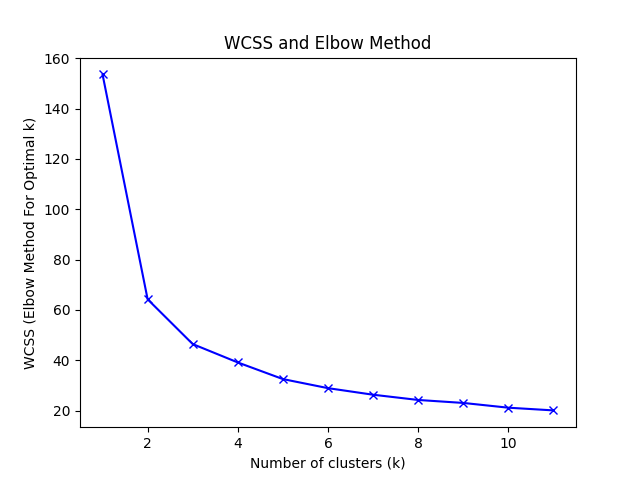 WCSS and Elbow Method
WCSS (Elbow Method For Optimal k)
160
140
120
100
80
60
40
20
2 4 6 8 10
Number of clusters (k)